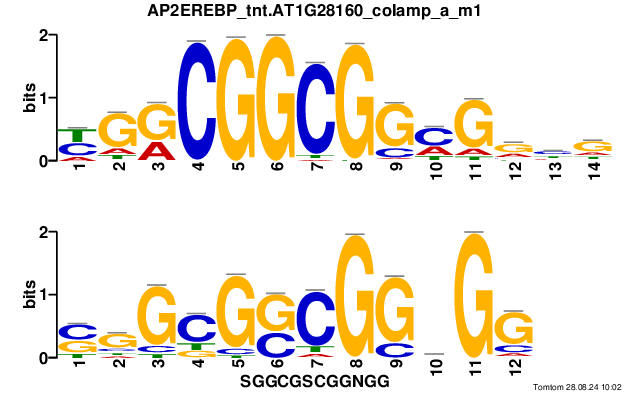 AP2EREBP_tnt.AT1G28160_colamp_a_m1
2
bits
1
0
T C A
G A T
G A
C
G
G
C T
G
G C
C A T
G A T
G A
C T
G A T
1 2 3 4 5 6 7 8 9 10 11 12 13 14
2
bits
1
0
C G T
G C T
G C T
C T G
G C T
G C
C T A
G
G C
G
G C A
1 2 3 4 5 6 7 8 9 10 11 12
SGGCGSCGGNGG
Tomtom 28.08.24 10:02